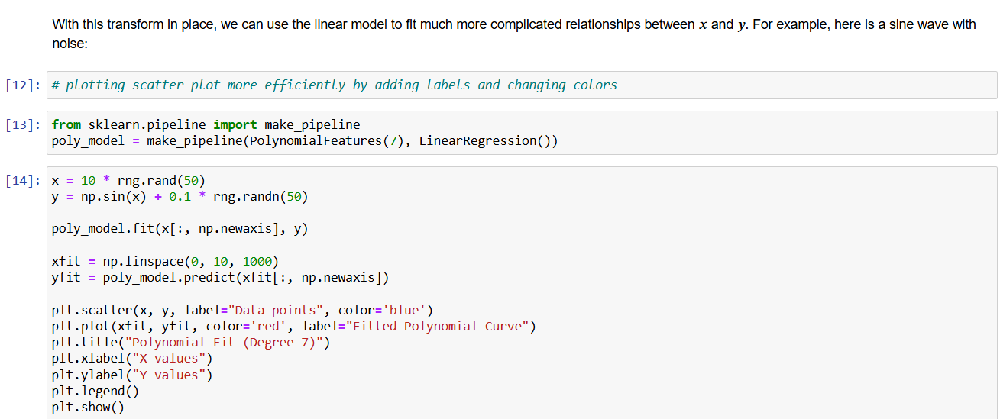 With this transform in place, we can use the linear model to fit much more complicated relationships between x and y. For example, here is a sine wave with
noise:
[12]: # plotting scatter plot more efficiently by adding labels and changing colors
[13]: from sklearn.pipeline import make_pipeline
poly_model = make_pipeline(PolynomialFeatures(7), LinearRegression())
[14]: x = 10 * rng.rand(50)
y = np.sin(x) + 0.1 * rng.randn(50)
poly_model.fit(x[:, np.newaxis], y)
xfit = np.linspace(0, 10, 1000)
yfit = poly_model.predict(xfit[:, np.newaxis])
plt.scatter(x, y, label="Data points", color='blue')
plt.plot(xfit, yfit, color='red', label="Fitted Polynomial Curve")
plt.title("Polynomial Fit (Degree 7)")
plt.xlabel("X values")
plt.ylabel("Y values")
plt.legend()
plt.show()